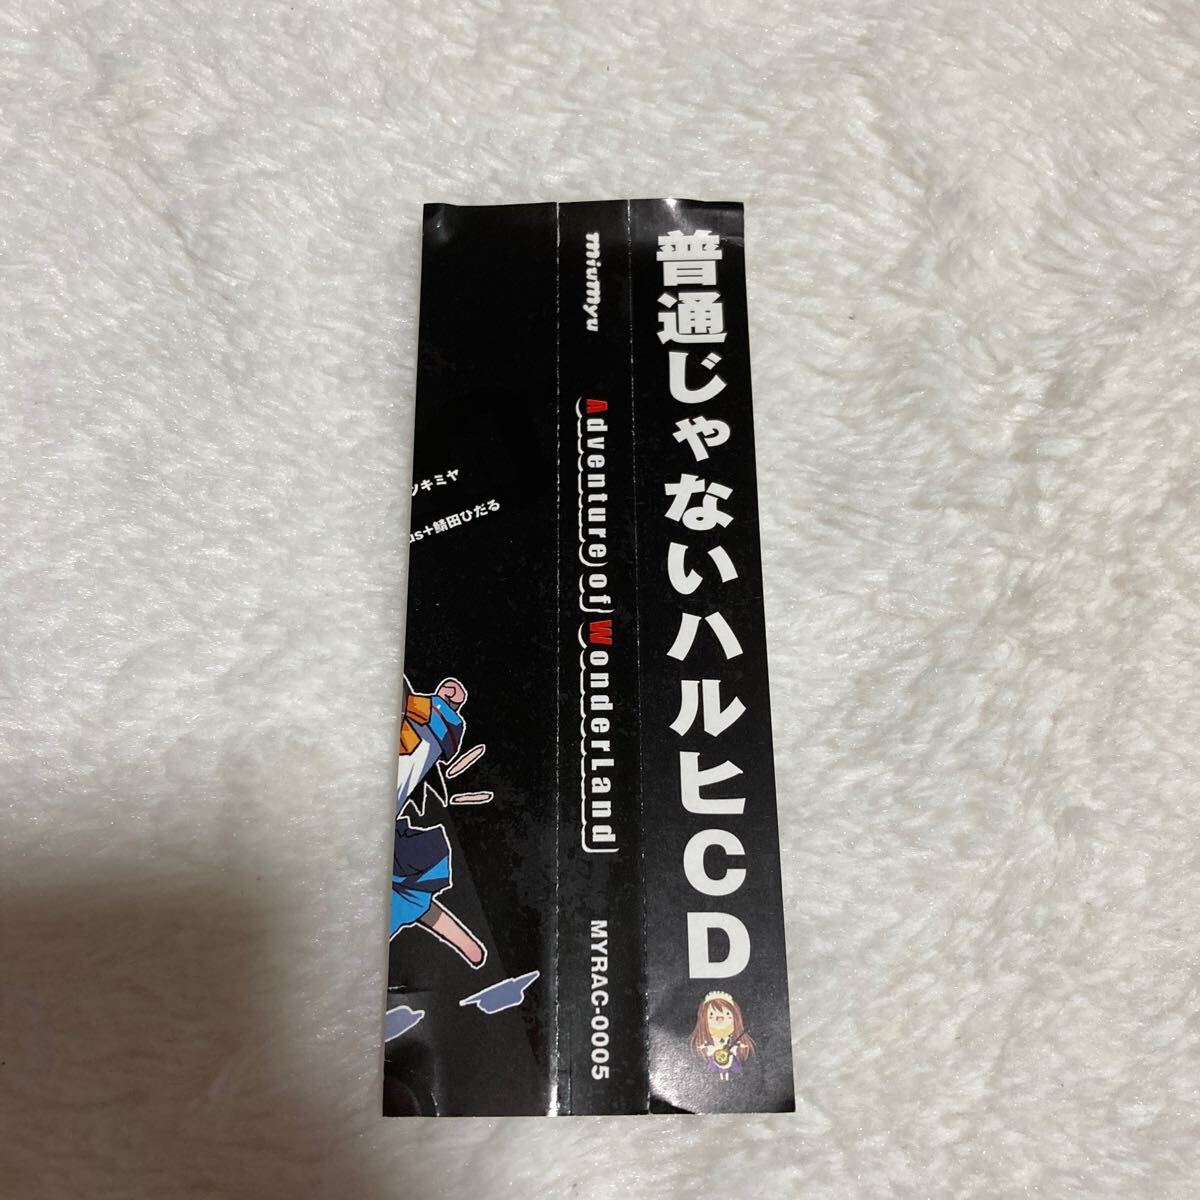 普通じゃないハルヒCD
miumyu
Adventure of WonderLand
MYRAC-0005
ツキミヤ
us+鯖田ひだる